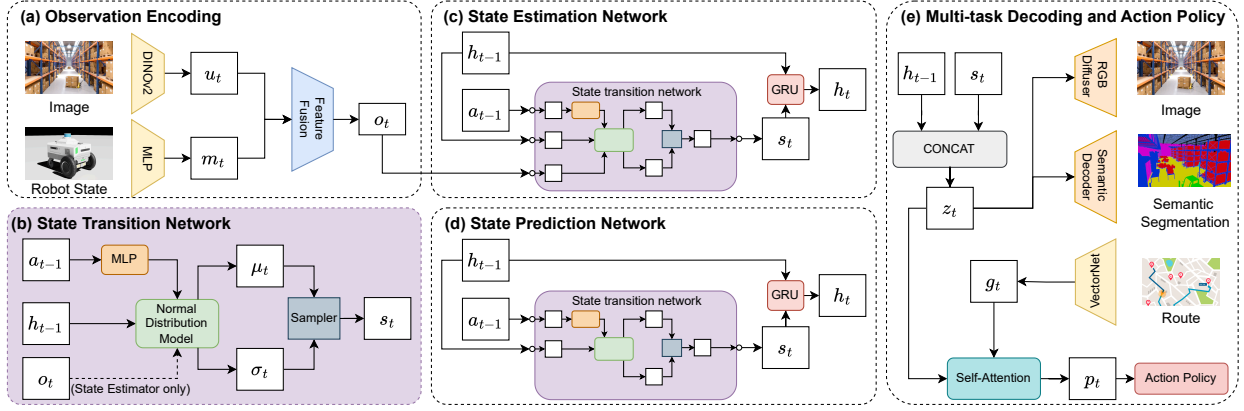 (a) Observation Encoding
Image
DINOv2
u_t
Robot State
MLP
m_t
Feature
Fusion
o_t
(b) State Transition Network
a_{t-1}
MLP
h_{t-1}
o_t
(State Estimator only)
Normal
Distribution
Model
μ_t
σ_t
Sampler
s_t
(c) State Estimation Network
h_{t-1}
a_{t-1}
State transition network
GRU
h_t
s_t
(d) State Prediction Network
h_{t-1}
a_{t-1}
State transition network
GRU
h_t
s_t
(e) Multi-task Decoding and Action Policy
h_{t-1}
s_t
CONCAT
z_t
RGB
Diffuser
Image
Semantic
Decoder
Semantic
Segmentation
VectorNet
Route
g_t
Self-Attention
p_t
Action Policy